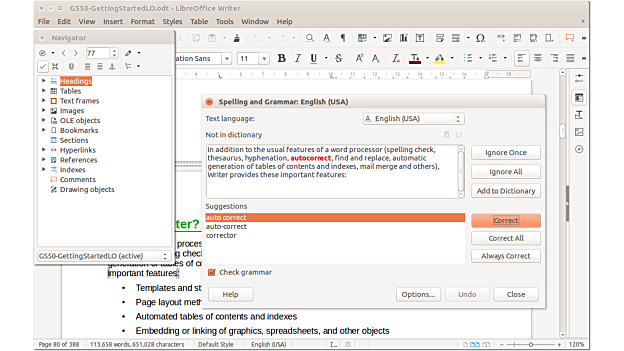 GS50-GettingStartedLO.odt - LibreOffice Writer
File Edit View Insert Format Styles Table Tools Window Help
Navigator
77
Sans 11
Headings
Tables
Text frames
Images
OLE objects
Bookmarks
Sections
Hyperlinks
References
Indexes
Comments
Drawing objects
GS50-GettingStartedLO (active)
Spelling and Grammar: English (USA)
Text language: English (USA)
Not in dictionary
In addition to the usual features of a word processor (spelling check,
thesaurus, hyphenation, autocorrect, find and replace, automatic
generation of tables of contents and indexes, mail merge and others),
Writer provides these important features:
Ignore Once
Ignore All
Add to Dictionary
Suggestions
auto correct
auto-correct
corrector
Correct
Correct All
Always Correct
Check grammar
Help Options... Undo Close
important features:
• Templates and
• Page layout
• Automated tables of contents and indexes
• Embedding or linking of graphics, spreadsheets, and other objects
Page 80 of 388 113,658 words, 651,028 characters Default Style English (USA) 120%